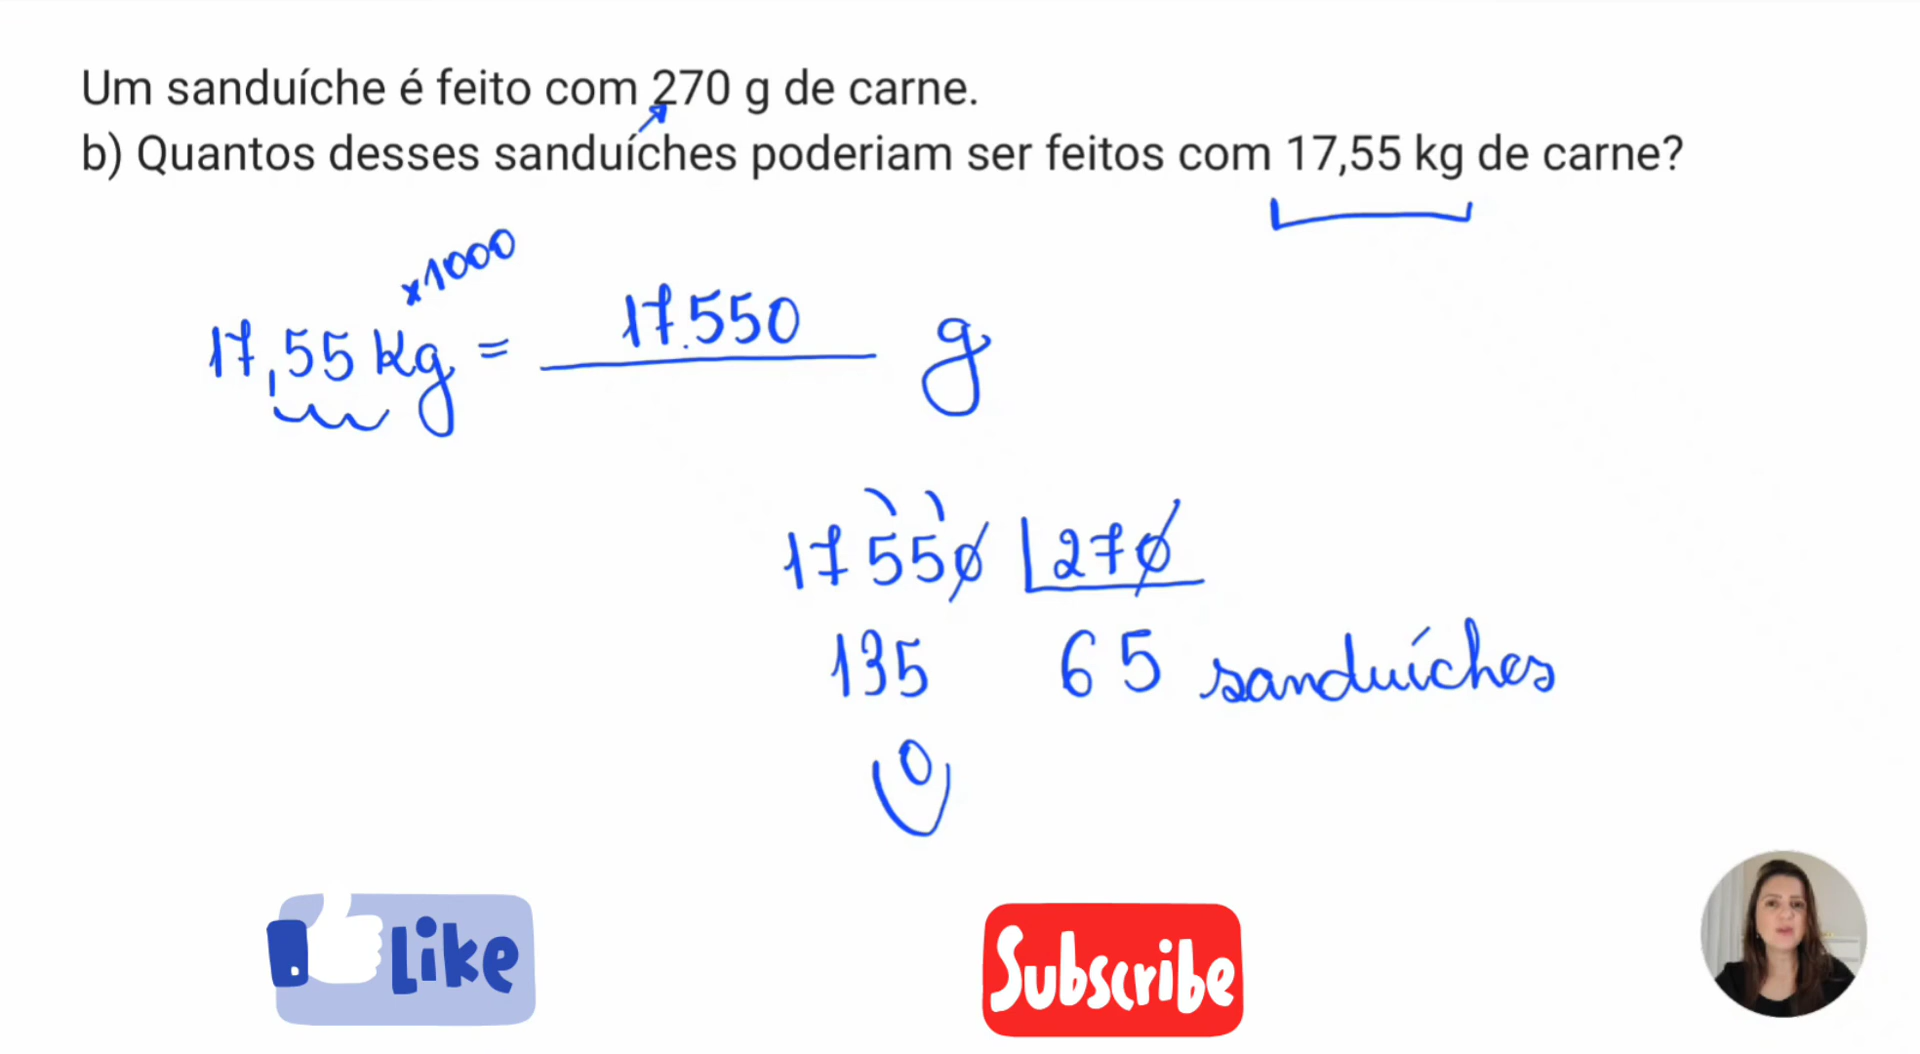 Um sanduíche é feito com 270 g de carne.
b) Quantos desses sanduíches poderiam ser feitos com 17,55 kg de carne?
x1000
17,55 kg = 17.550 g
17550 270
135 65 sanduíches
0
Like
Subscribe